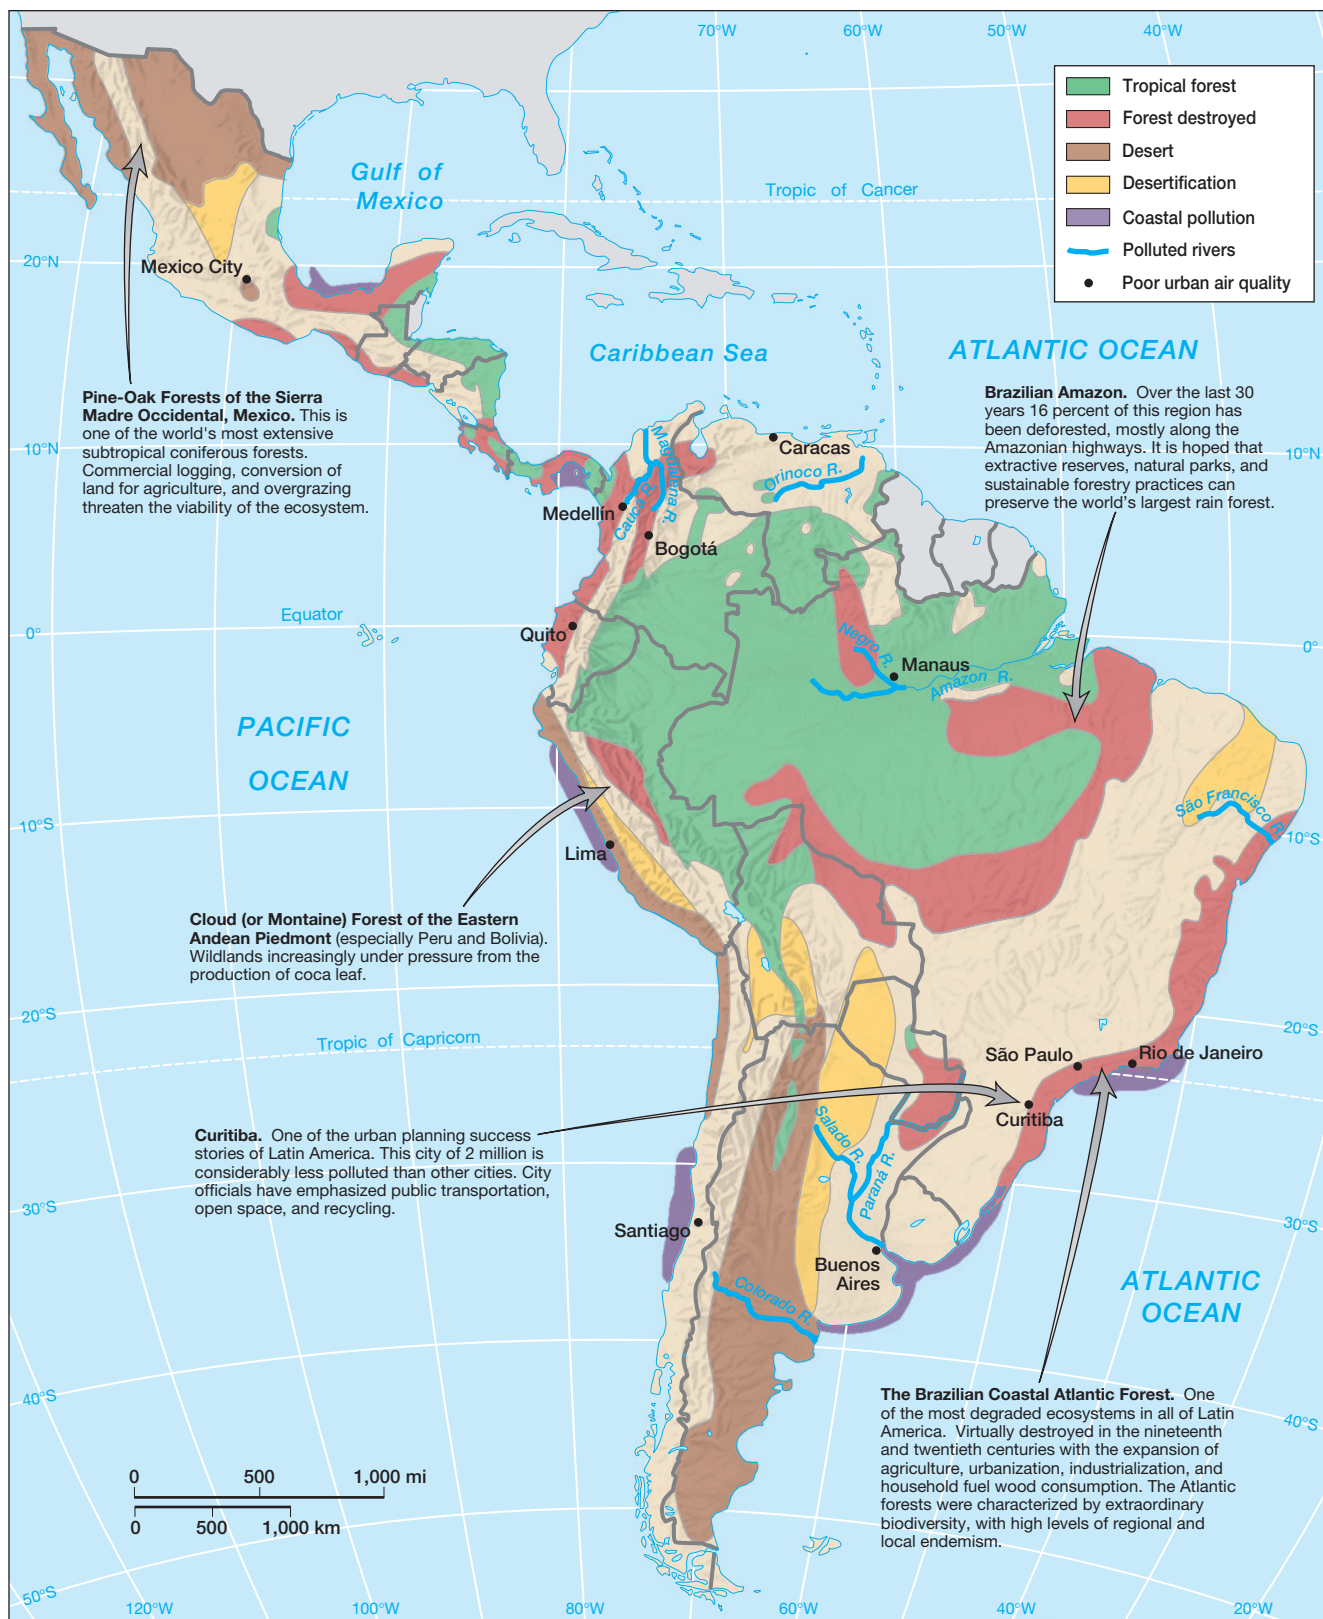 70°W
60°W
50°W
40°W
Tropical forest
Forest destroyed
Desert
Desertification
Coastal pollution
Polluted rivers
Poor urban air quality
Gulf of
Mexico
Tropic of Cancer
20°N
Mexico City
Caribbean Sea
ATLANTIC OCEAN
Pine-Oak Forests of the Sierra
Madre Occidental, Mexico. This is
one of the world's most extensive
subtropical coniferous forests.
Commercial logging, conversion of
land for agriculture, and overgrazing
threaten the viability of the ecosystem.
Brazilian Amazon. Over the last 30
years 16 percent of this region has
been deforested, mostly along the
Amazonian highways. It is hoped that
extractive reserves, natural parks, and
sustainable forestry practices can
preserve the world's largest rain forest.
10°N
10°N
Caracas
Orinoco R.
Magdalena R.
Cauca R.
Medellín
Bogotá
Equator
0°
0°
Quito
Negro R.
Manaus
Amazon R.
PACIFIC
OCEAN
São Francisco R.
10°S
10°S
Lima
Cloud (or Montaine) Forest of the Eastern
Andean Piedmont (especially Peru and Bolivia).
Wildlands increasingly under pressure from the
production of coca leaf.
20°S
20°S
Tropic of Capricorn
São Paulo
Rio de Janeiro
Curitiba
Curitiba. One of the urban planning success
stories of Latin America. This city of 2 million is
considerably less polluted than other cities. City
officials have emphasized public transportation,
open space, and recycling.
Salado R.
Paraná R.
30°S
30°S
Santiago
Buenos
Aires
Colorado R.
ATLANTIC
OCEAN
40°S
40°S
The Brazilian Coastal Atlantic Forest. One
of the most degraded ecosystems in all of Latin
America. Virtually destroyed in the nineteenth
and twentieth centuries with the expansion of
agriculture, urbanization, industrialization, and
household fuel wood consumption. The Atlantic
forests were characterized by extraordinary
biodiversity, with high levels of regional and
local endemism.
0 500 1,000 mi
0 500 1,000 km
50°S
120°W
100°W
80°W
60°W
40°W
20°W